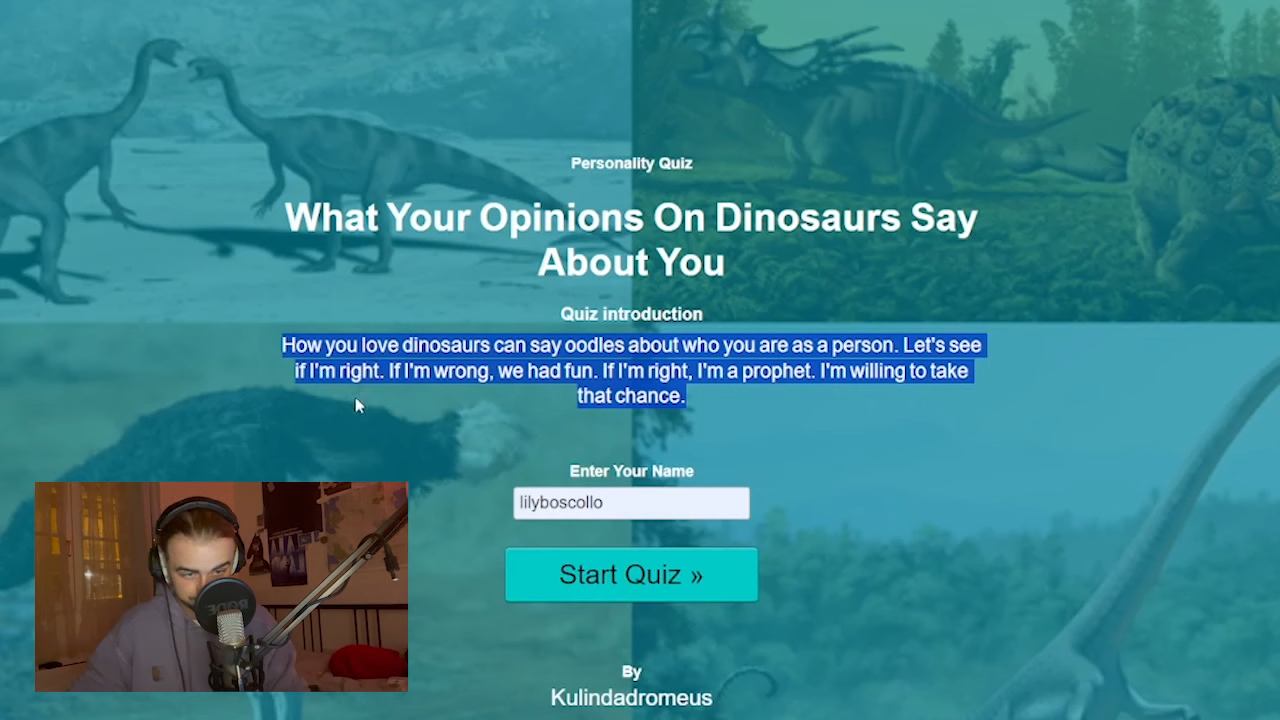 Personality Quiz
What Your Opinions On Dinosaurs Say
About You
Quiz introduction
How you love dinosaurs can say oodles about who you are as a person. Let's see
if I'm right. If I'm wrong, we had fun. If I'm right, I'm a prophet. I'm willing to take
that chance.
Enter Your Name
lilyboscollo
Start Quiz »
By
Kulindadromeus